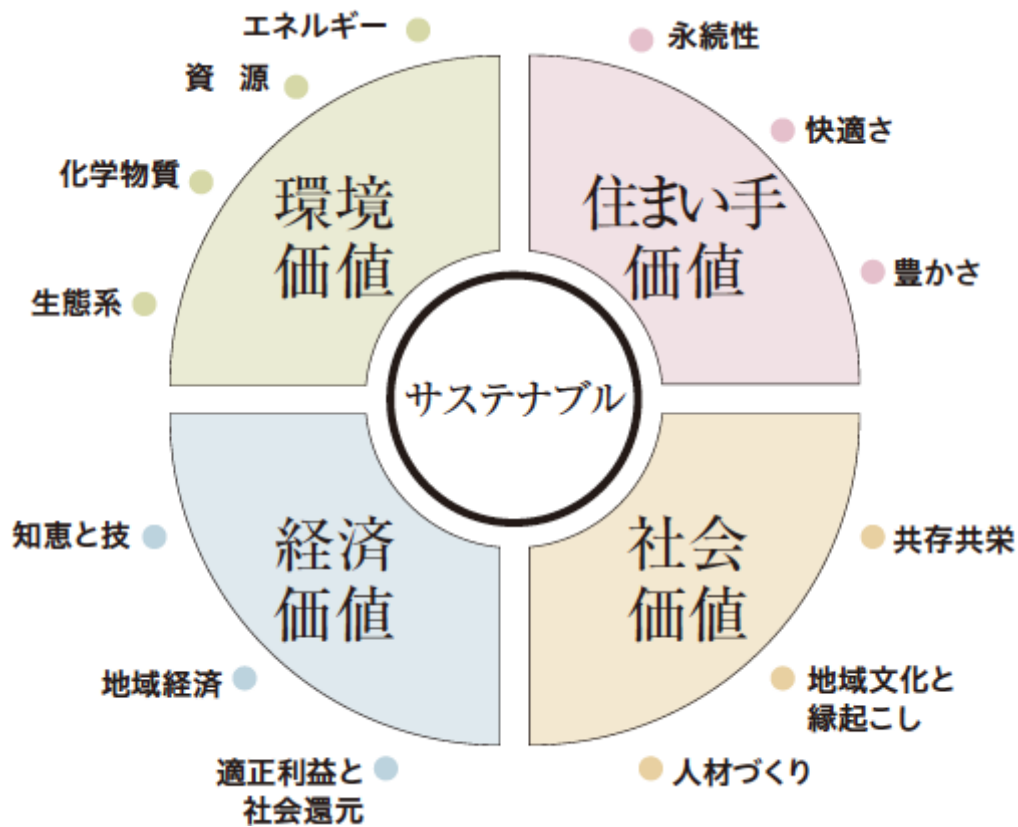 エネルギー
資 源
化学物質
生態系
環境
価値
永続性
快適さ
豊かさ
住まい手
価値
サステナブル
知恵と技
地域経済
適正利益と
社会還元
経済
価値
共存共栄
地域文化と
縁起こし
人材づくり
社会
価値